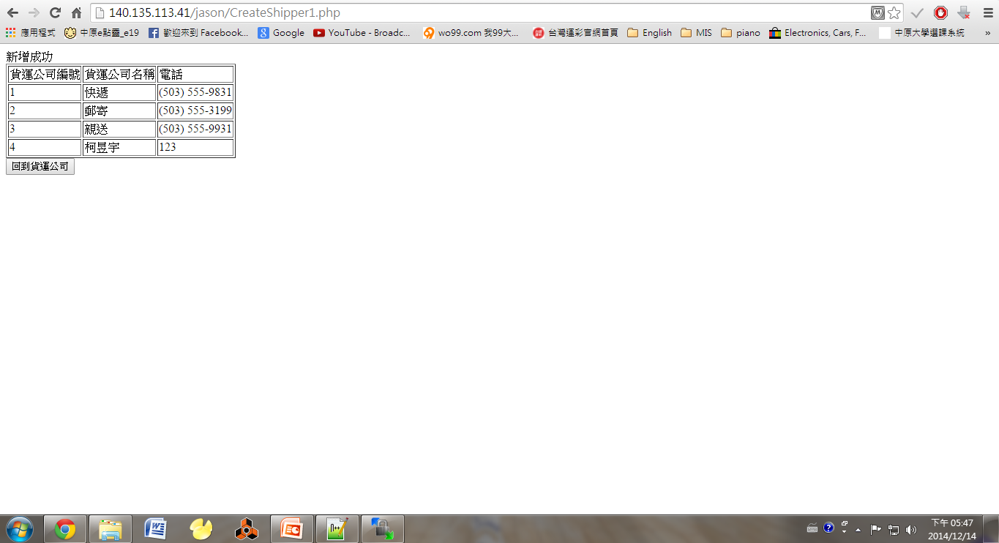 140.135.113.41/jason/CreateShipper1.php
應用程式 中原e點靈_e19 歡迎來到 Facebook... Google YouTube - Broadc... wo99.com 我99大... 台灣運彩官網首頁 English MIS piano Electronics, Cars, F... 中原大學選課系統 »
新增成功
貨運公司編號 貨運公司名稱 電話
1 快遞 (503) 555-9831
2 郵寄 (503) 555-3199
3 親送 (503) 555-9931
4 柯昱宇 123
回到貨運公司
下午 05:47
2014/12/14